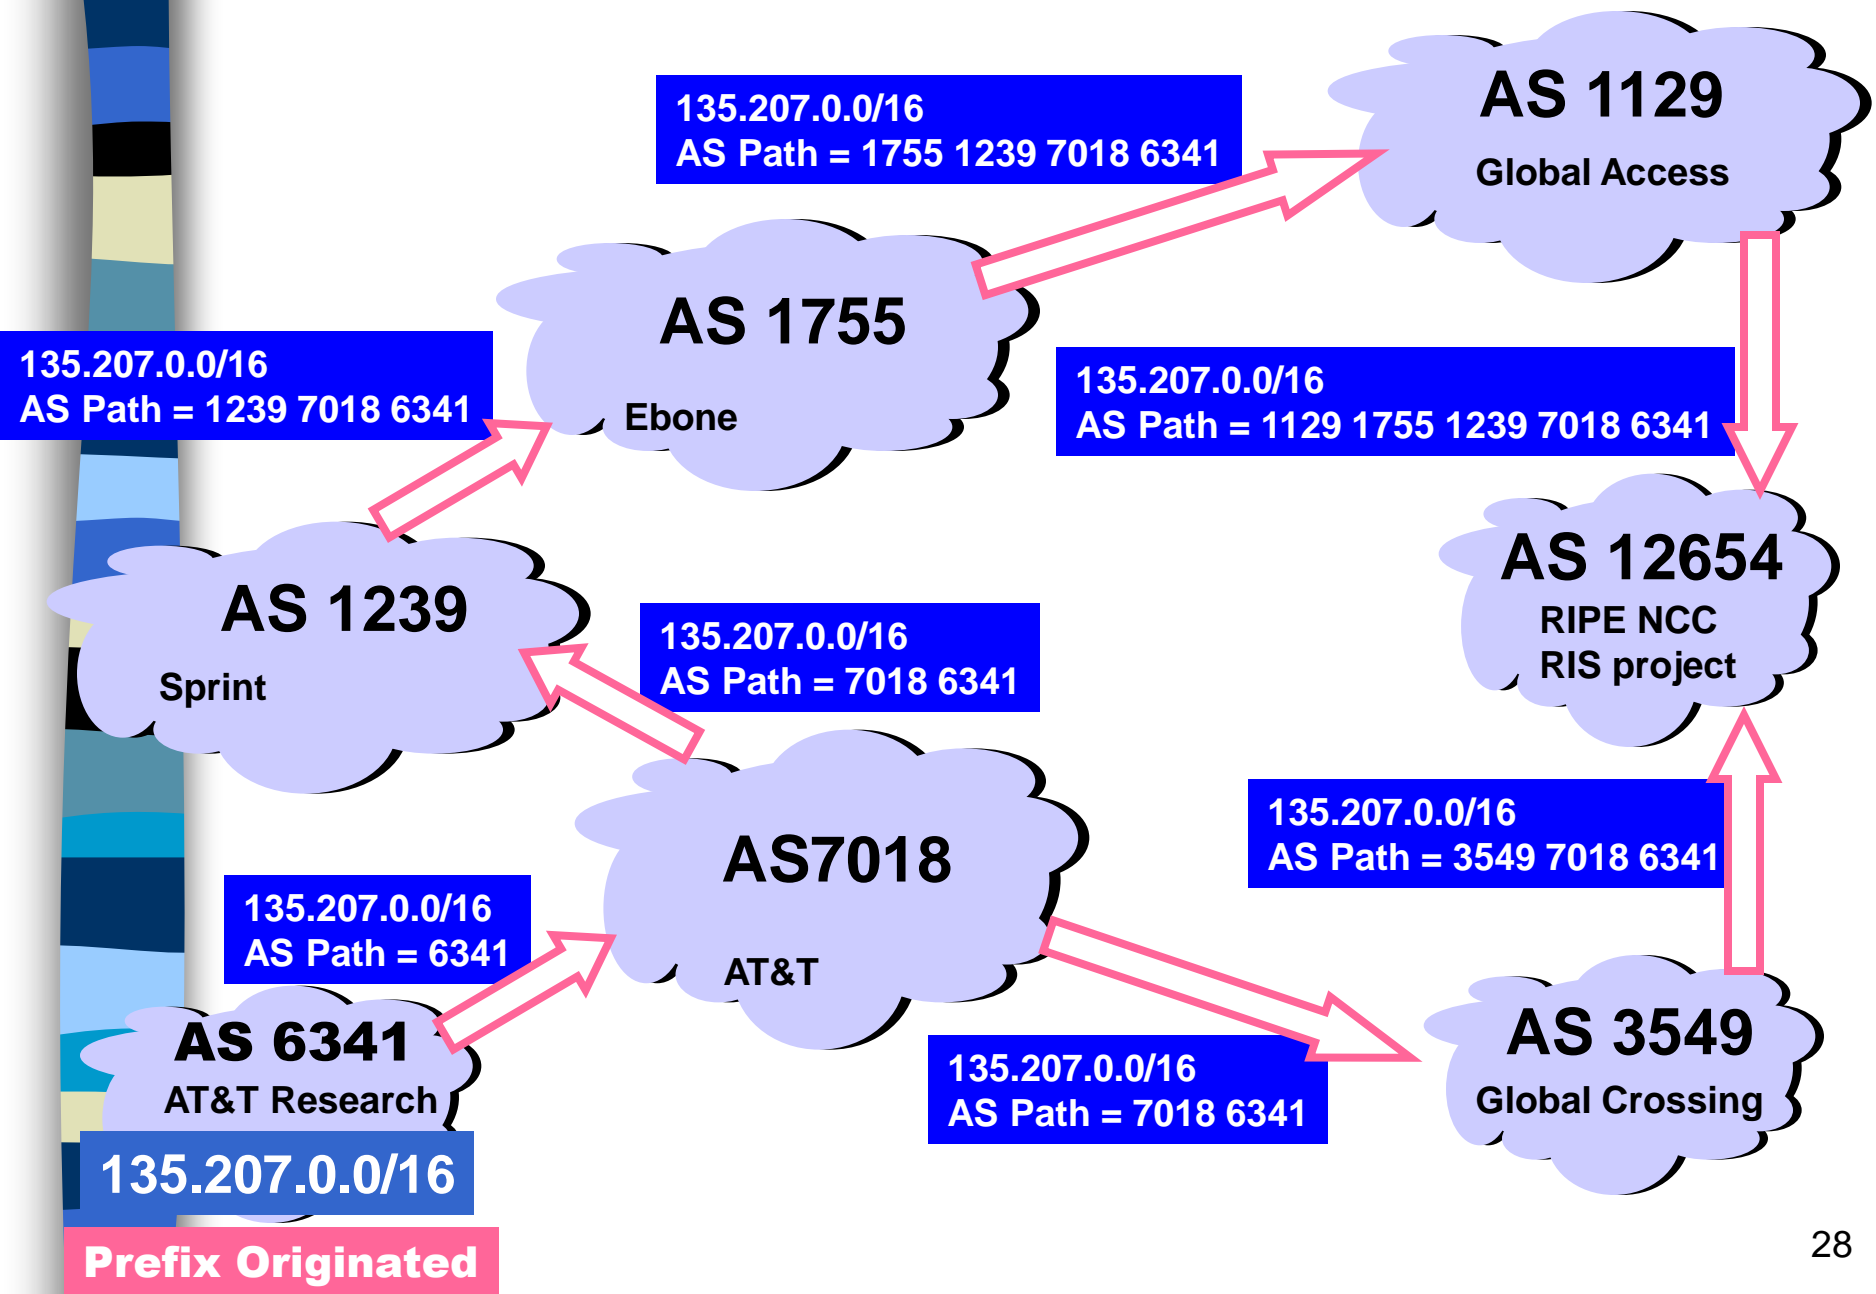 135.207.0.0/16
AS Path = 1755 1239 7018 6341
AS 1129
Global Access
AS 1755
Ebone
135.207.0.0/16
AS Path = 1239 7018 6341
135.207.0.0/16
AS Path = 1129 1755 1239 7018 6341
AS 12654
RIPE NCC
RIS project
AS 1239
Sprint
135.207.0.0/16
AS Path = 7018 6341
AS7018
AT&T
135.207.0.0/16
AS Path = 3549 7018 6341
135.207.0.0/16
AS Path = 6341
AS 6341
AT&T Research
135.207.0.0/16
Prefix Originated
135.207.0.0/16
AS Path = 7018 6341
AS 3549
Global Crossing
28